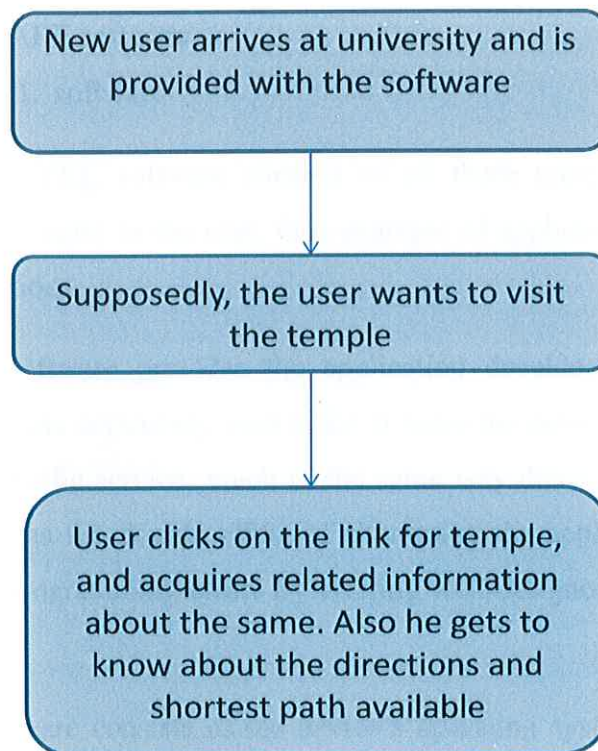 New user arrives at university and is
provided with the software
Supposedly, the user wants to visit
the temple
User clicks on the link for temple,
and acquires related information
about the same. Also he gets to
know about the directions and
shortest path available